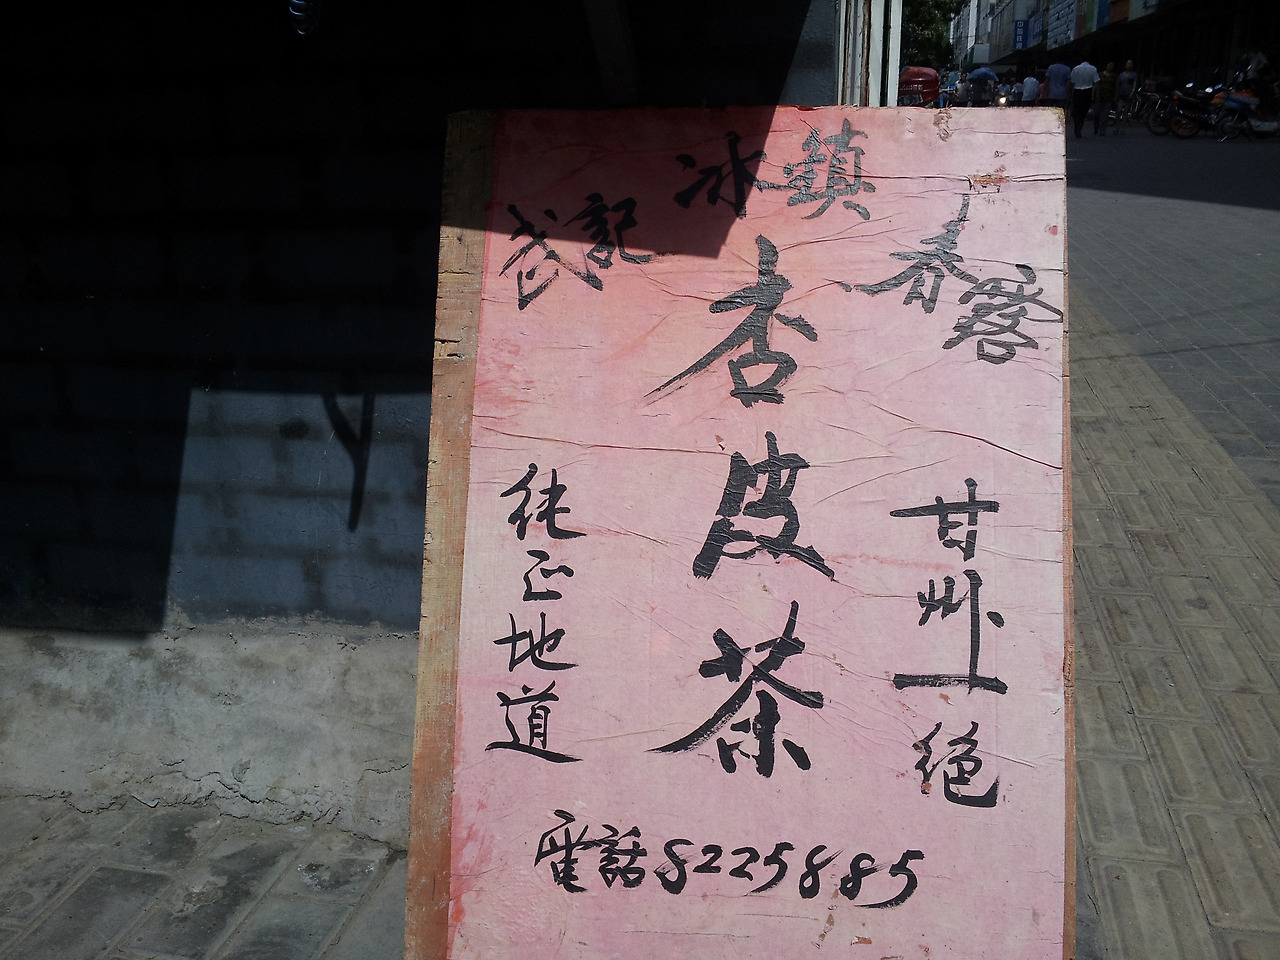 冰鎮
武記
春露
杏皮茶
純正地道
甘州一絕
電話8225885